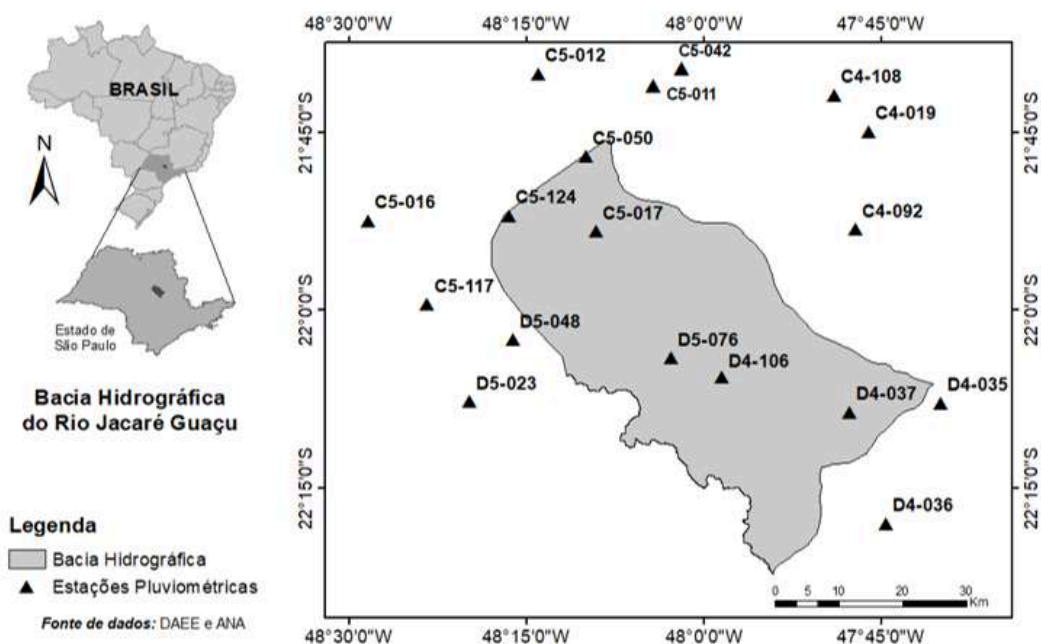 48°30'0"W 48°15'0"W 48°0'0"W 47°45'0"W
BRASIL
N
Estado de
São Paulo
Bacia Hidrográfica
do Rio Jacaré Guaçu
Legenda
Bacia Hidrográfica
Estações Pluviométricas
Fonte de dados: DAEE e ANA
21°45'0"S
22°0'0"S
22°15'0"S
C5-012
C5-042
C5-011
C4-108
C4-019
C5-050
C5-124
C5-016
C5-017
C4-092
C5-117
D5-048
D5-076
D4-106
D5-023
D4-037
D4-035
D4-036
0 5 10 20 30
Km
21°45'0"S
22°0'0"S
22°15'0"S
48°30'0"W 48°15'0"W 48°0'0"W 47°45'0"W